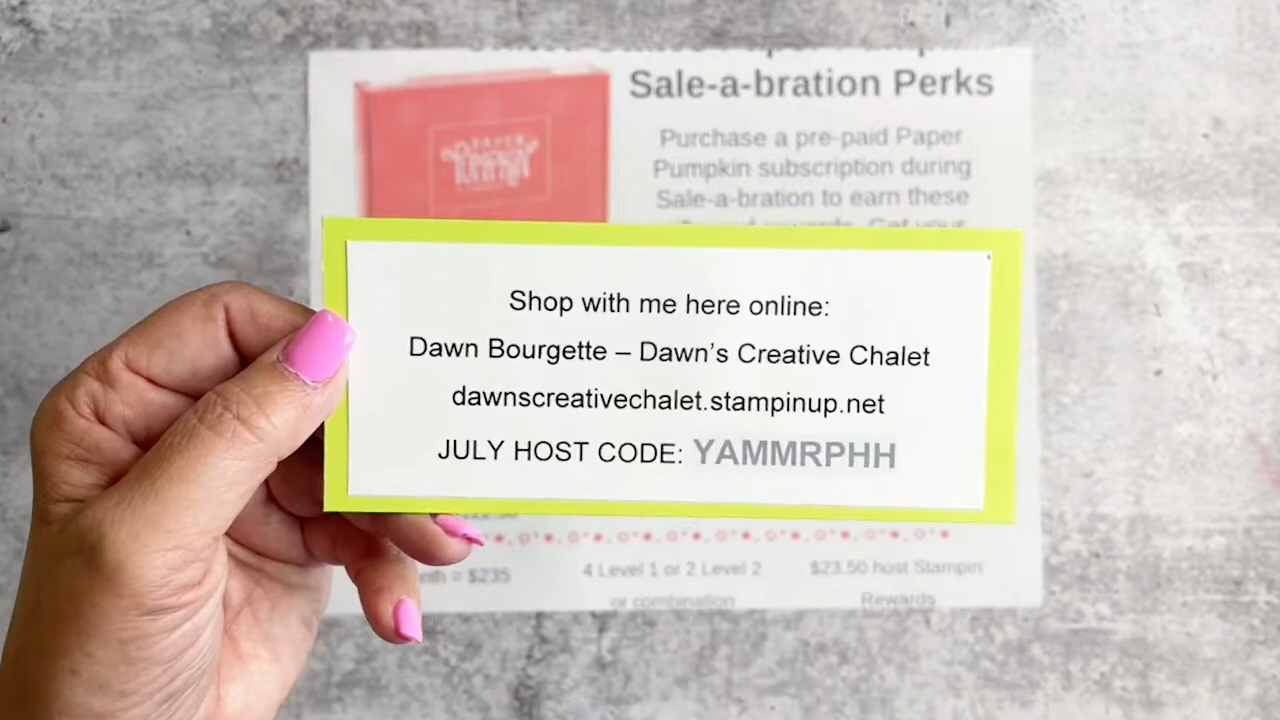 Sale-a-bration Perks
Purchase a pre-paid Paper
Pumpkin subscription during
Sale-a-bration to earn these
Shop with me here online:
Dawn Bourgette – Dawn's Creative Chalet
dawnscreativechalet.stampinup.net
JULY HOST CODE: YAMMRPHH
= $235
4 Level 1 or 2 Level 2
$23.50 host Stampin'
or combination
Rewards